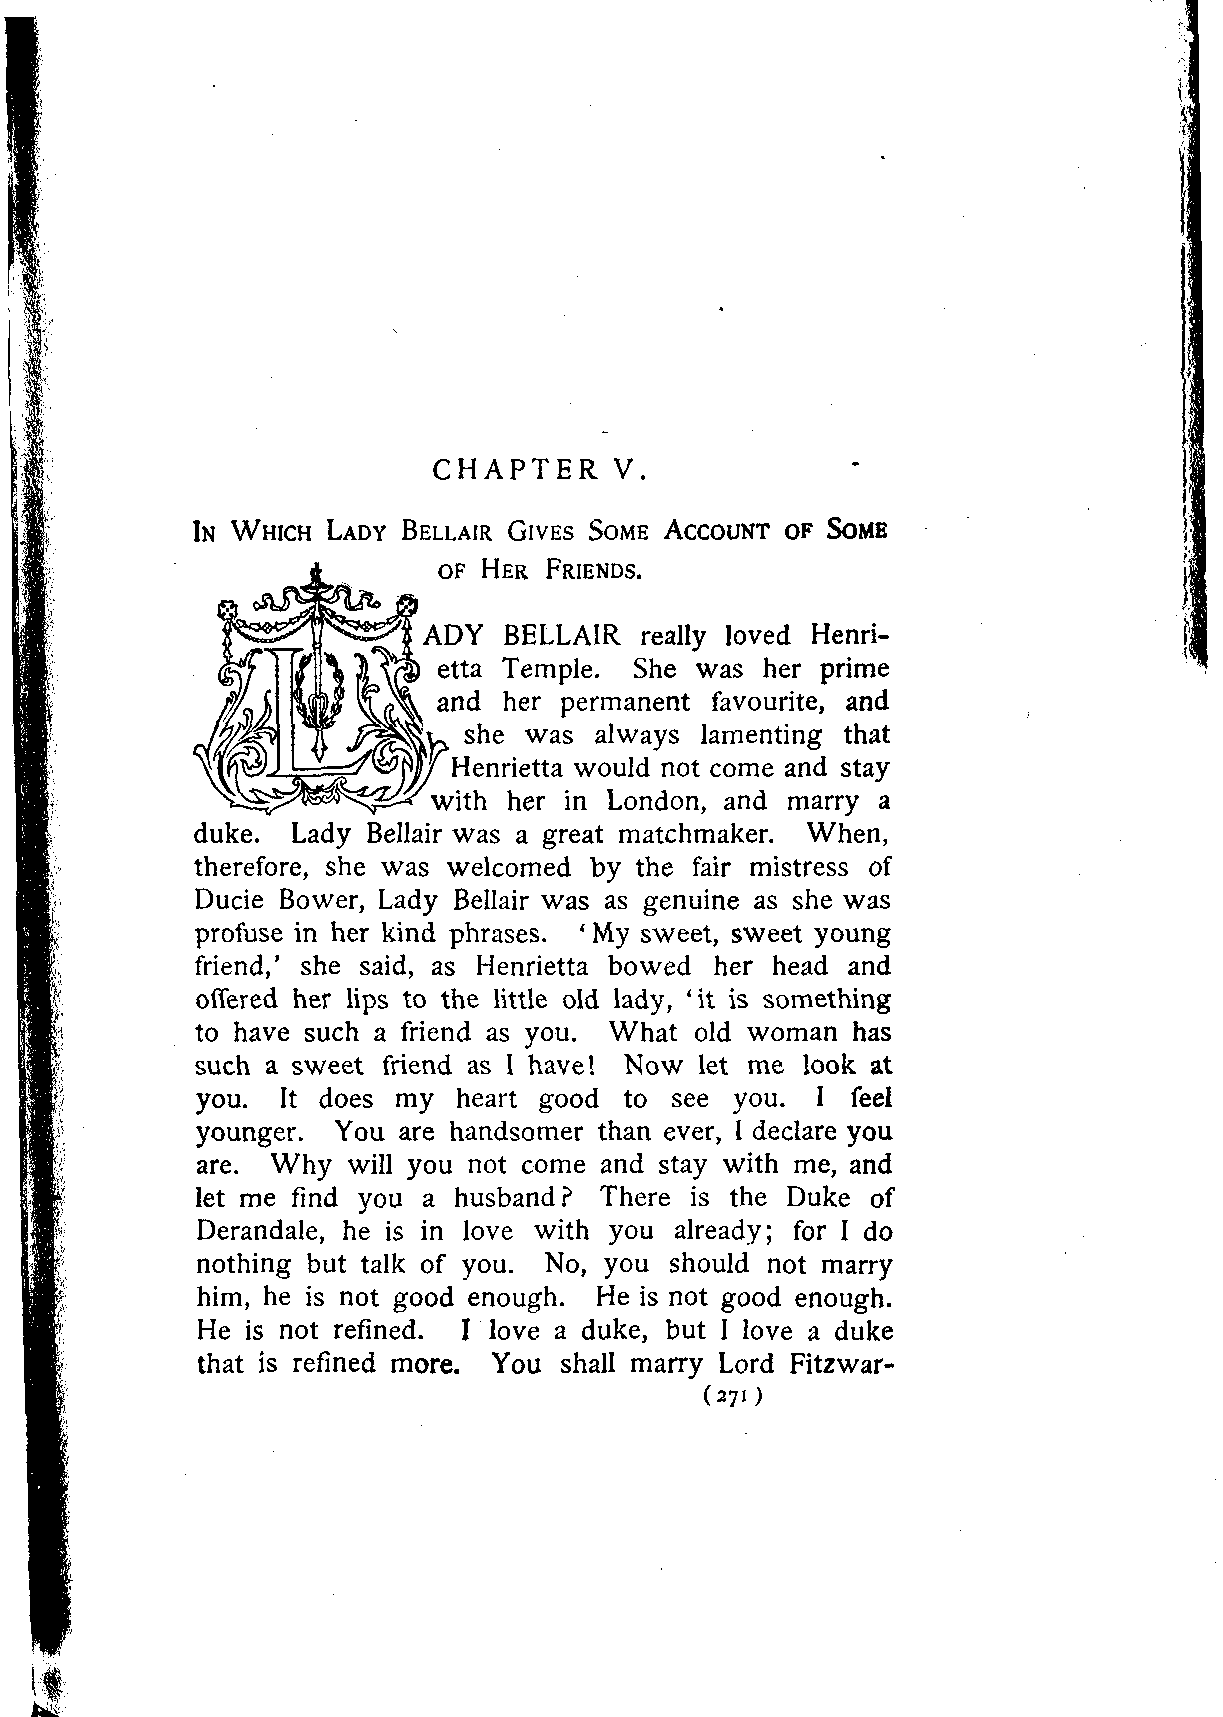 CHAPTER V.
IN WHICH LADY BELLAIR GIVES SOME ACCOUNT OF SOME
OF HER FRIENDS.
LADY BELLAIR really loved Henri-
etta Temple. She was her prime
and her permanent favourite, and
she was always lamenting that
Henrietta would not come and stay
with her in London, and marry a
duke. Lady Bellair was a great matchmaker. When,
therefore, she was welcomed by the fair mistress of
Ducie Bower, Lady Bellair was as genuine as she was
profuse in her kind phrases. ‘My sweet, sweet young
friend,’ she said, as Henrietta bowed her head and
offered her lips to the little old lady, ‘it is something
to have such a friend as you. What old woman has
such a sweet friend as I have! Now let me look at
you. It does my heart good to see you. I feel
younger. You are handsomer than ever, I declare you
are. Why will you not come and stay with me, and
let me find you a husband? There is the Duke of
Derandale, he is in love with you already; for I do
nothing but talk of you. No, you should not marry
him, he is not good enough. He is not good enough.
He is not refined. I love a duke, but I love a duke
that is refined more. You shall marry Lord Fitzwar-
(271)